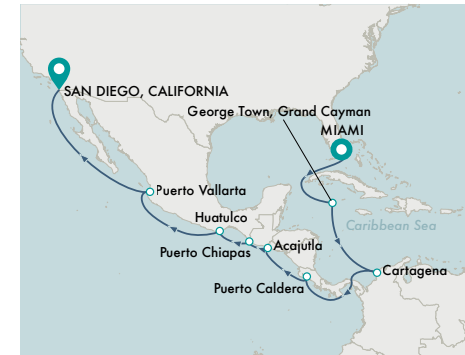 SAN DIEGO, CALIFORNIA
George Town, Grand Cayman
MIAMI
Puerto Vallarta
Huatulco
Caribbean Sea
Puerto Chiapas
Acajutla
Cartagena
Puerto Caldera